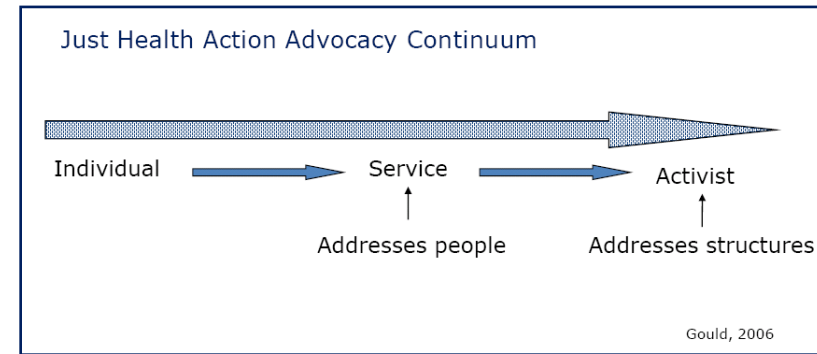 Just Health Action Advocacy Continuum
Individual
Service
Activist
Addresses people
Addresses structures
Gould, 2006